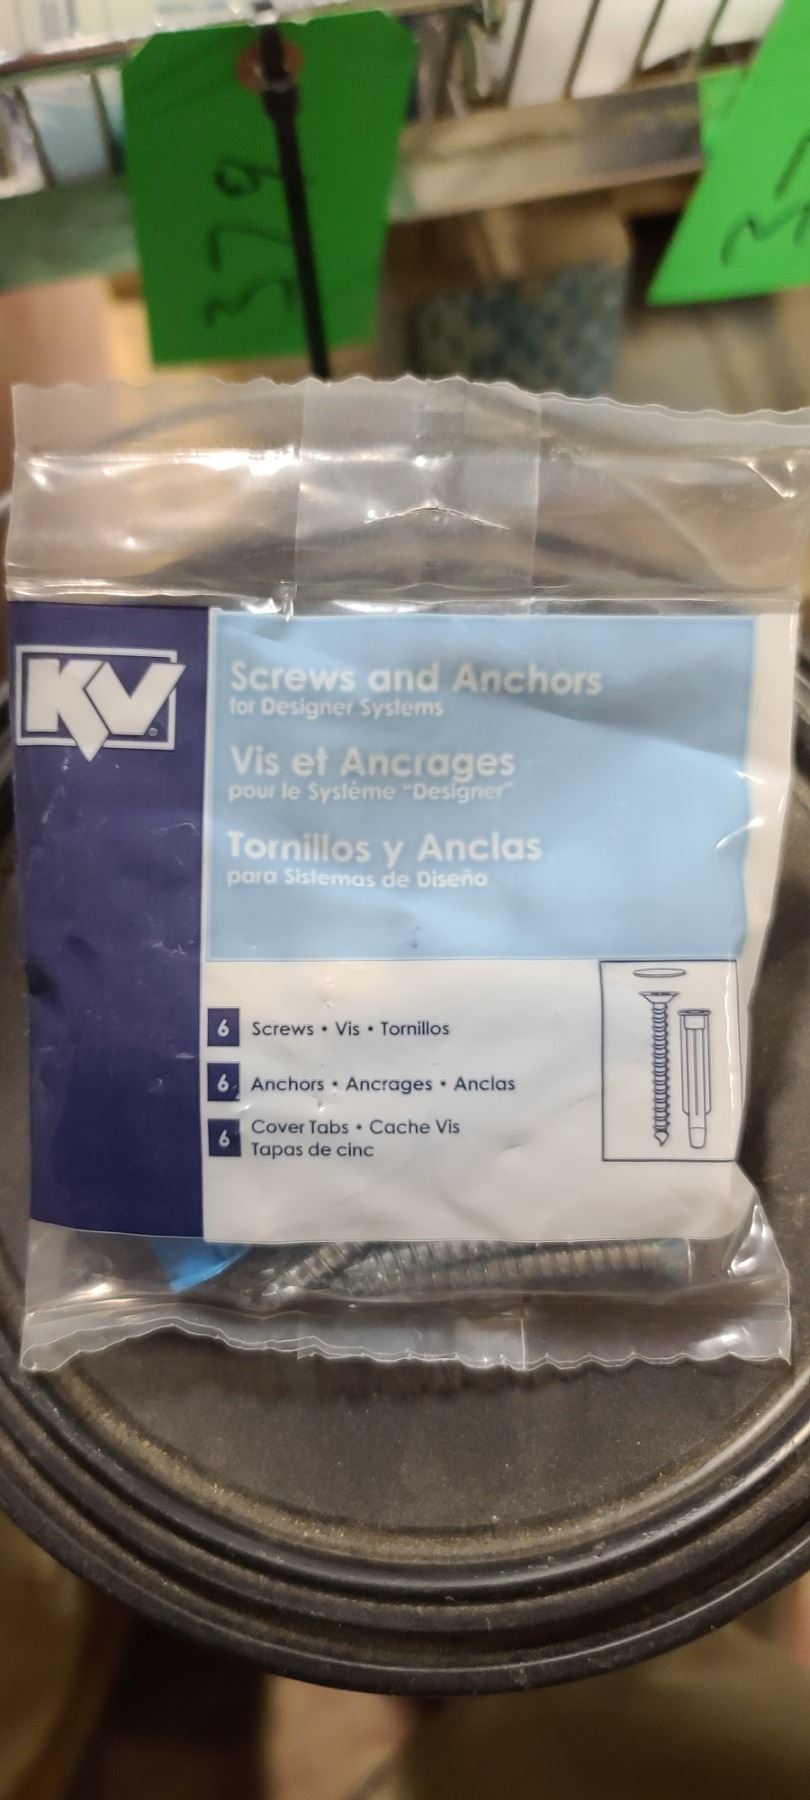 379
KV®
Screws and Anchors
for Designer Systems
Vis et Ancrages
pour le Système "Designer"
Tornillos y Anclas
para Sistemas de Diseño
6 Screws • Vis • Tornillos
6 Anchors • Ancrages • Anclas
6 Cover Tabs • Cache Vis
Tapas de cinc